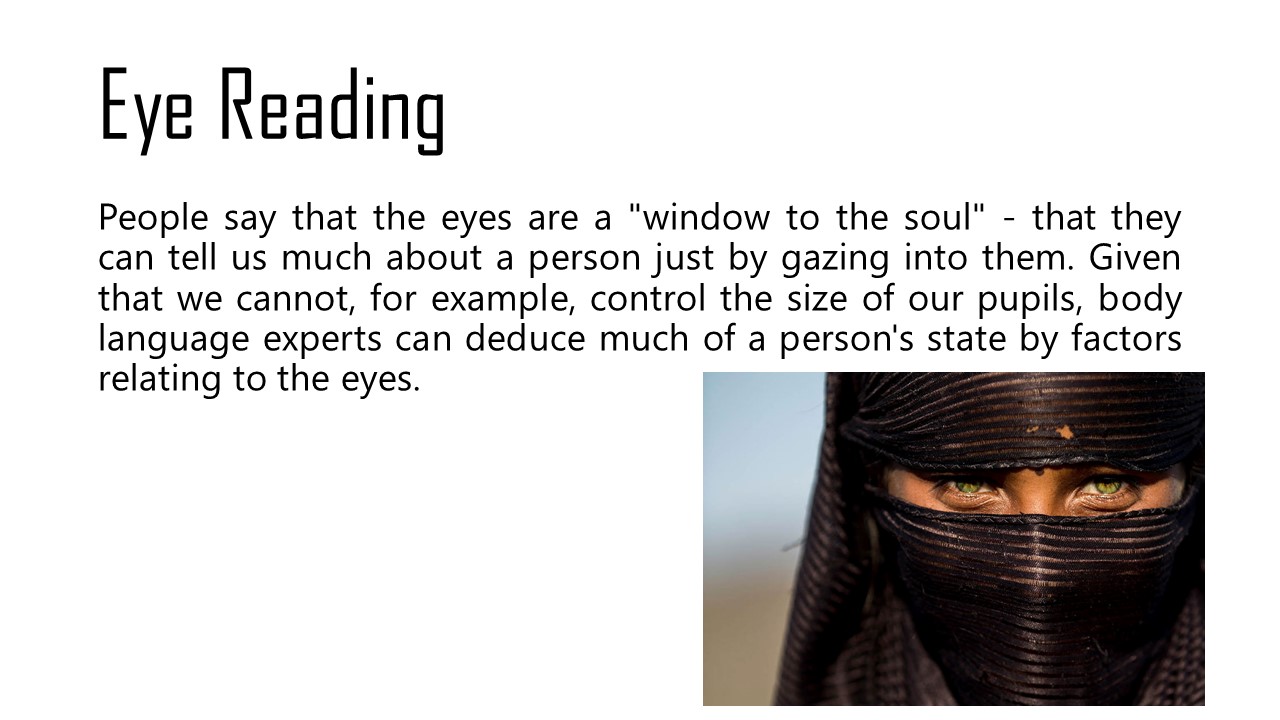 Eye Reading
People say that the eyes are a "window to the soul" - that they
can tell us much about a person just by gazing into them. Given
that we cannot, for example, control the size of our pupils, body
language experts can deduce much of a person's state by factors
relating to the eyes.